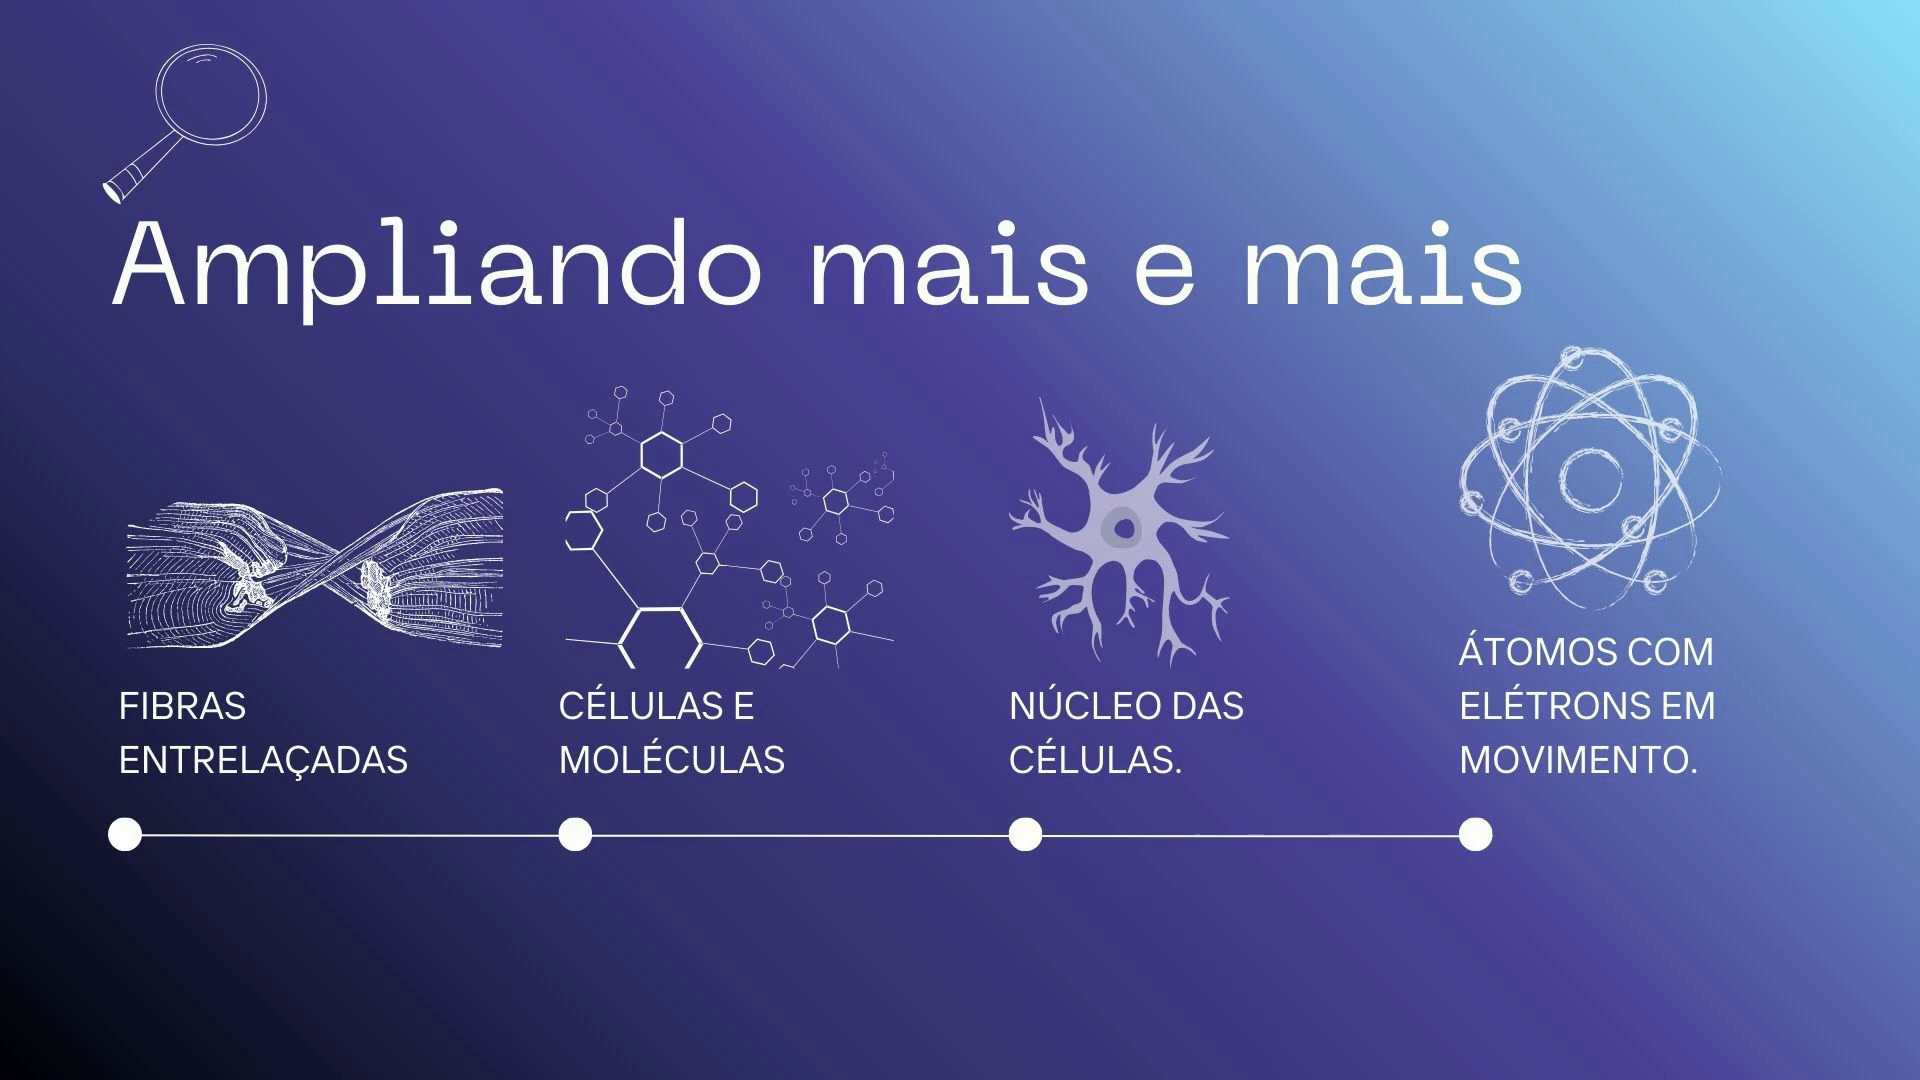 Ampliando mais e mais
FIBRAS
ENTRELAÇADAS
CÉLULAS E
MOLÉCULAS
NÚCLEO DAS
CÉLULAS.
ÁTOMOS COM
ELÉTRONS EM
MOVIMENTO.